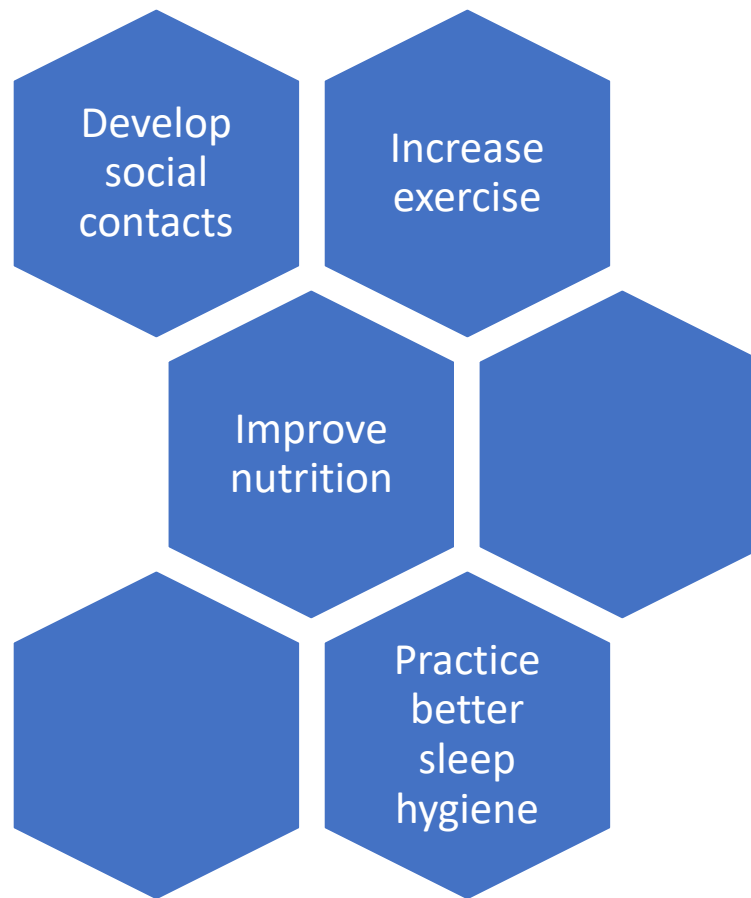 Develop
social
contacts
Increase
exercise
Improve
nutrition
Practice
better
sleep
hygiene